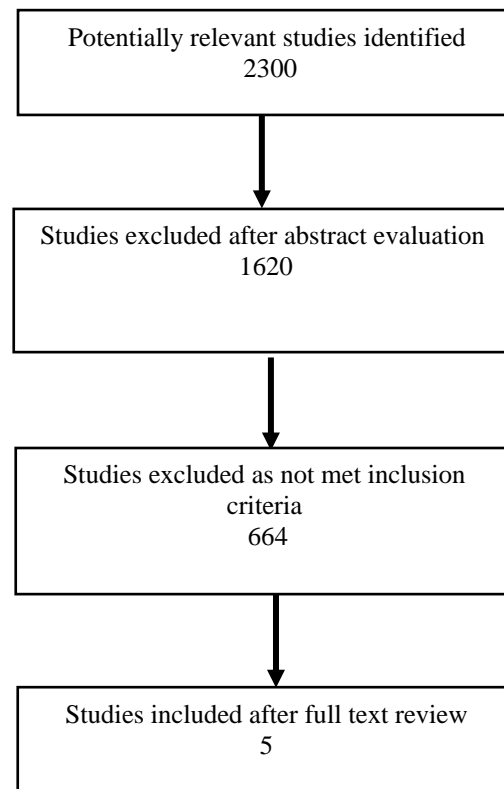 Potentially relevant studies identified
2300
Studies excluded after abstract evaluation
1620
Studies excluded as not met inclusion
criteria
664
Studies included after full text review
5